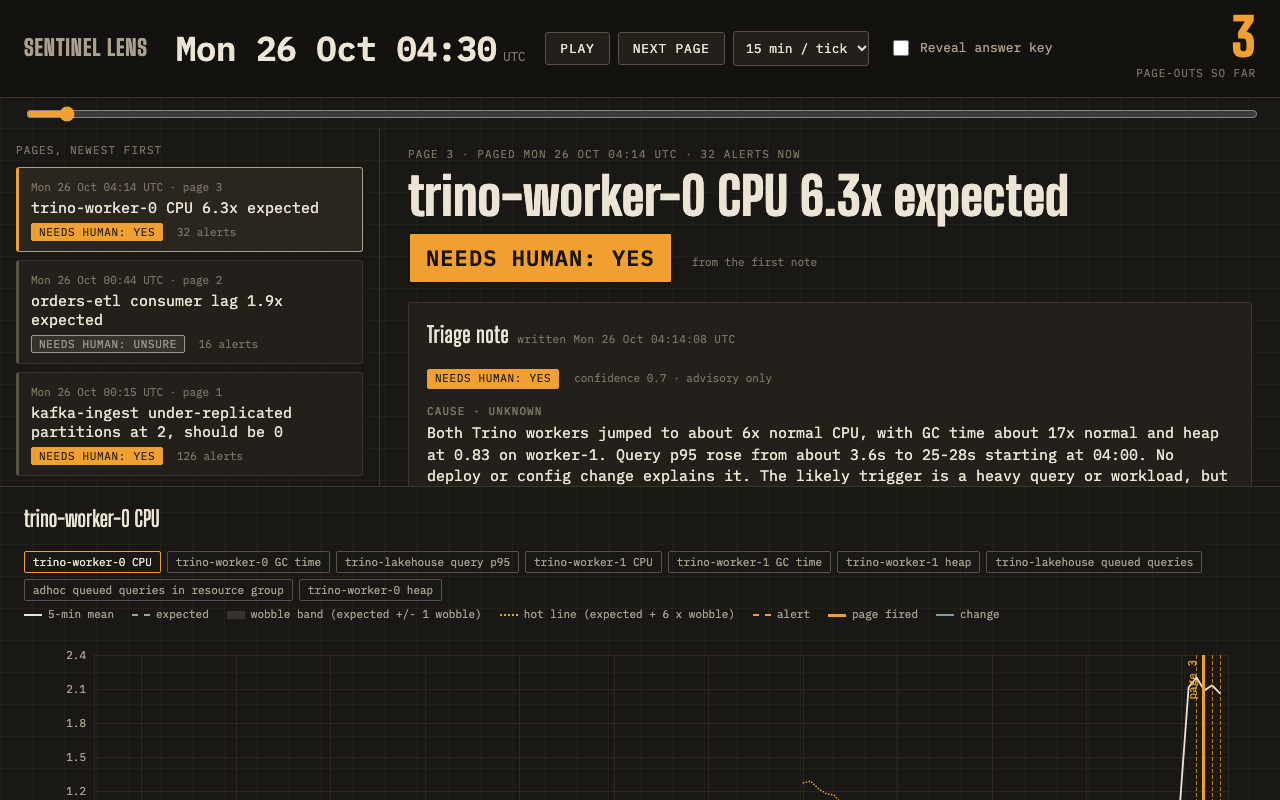 SENTINEL LENS
Mon 26 Oct 04:30 UTC
PLAY
NEXT PAGE
15 min / tick
Reveal answer key
3
PAGE-OUTS SO FAR
PAGES, NEWEST FIRST
Mon 26 Oct 04:14 UTC · page 3
trino-worker-0 CPU 6.3x expected
NEEDS HUMAN: YES 32 alerts
Mon 26 Oct 00:44 UTC · page 2
orders-etl consumer lag 1.9x
expected
NEEDS HUMAN: UNSURE 16 alerts
Mon 26 Oct 00:15 UTC · page 1
kafka-ingest under-replicated
partitions at 2, should be 0
NEEDS HUMAN: YES 126 alerts
PAGE 3 · PAGED MON 26 OCT 04:14 UTC · 32 ALERTS NOW
trino-worker-0 CPU 6.3x expected
NEEDS HUMAN: YES from the first note
Triage note written Mon 26 Oct 04:14:08 UTC
NEEDS HUMAN: YES confidence 0.7 · advisory only
CAUSE · UNKNOWN
Both Trino workers jumped to about 6x normal CPU, with GC time about 17x normal and heap
at 0.83 on worker-1. Query p95 rose from about 3.6s to 25-28s starting at 04:00. No
deploy or config change explains it. The likely trigger is a heavy query or workload, but
trino-worker-0 CPU
trino-worker-0 CPU trino-worker-0 GC time trino-lakehouse query p95 trino-worker-1 CPU trino-worker-1 GC time trino-worker-1 heap trino-lakehouse queued queries
adhoc queued queries in resource group trino-worker-0 heap
5-min mean expected wobble band (expected +/- 1 wobble) hot line (expected + 6 x wobble) alert page fired change
2.4
2.1
1.8
1.5
1.2
page 3